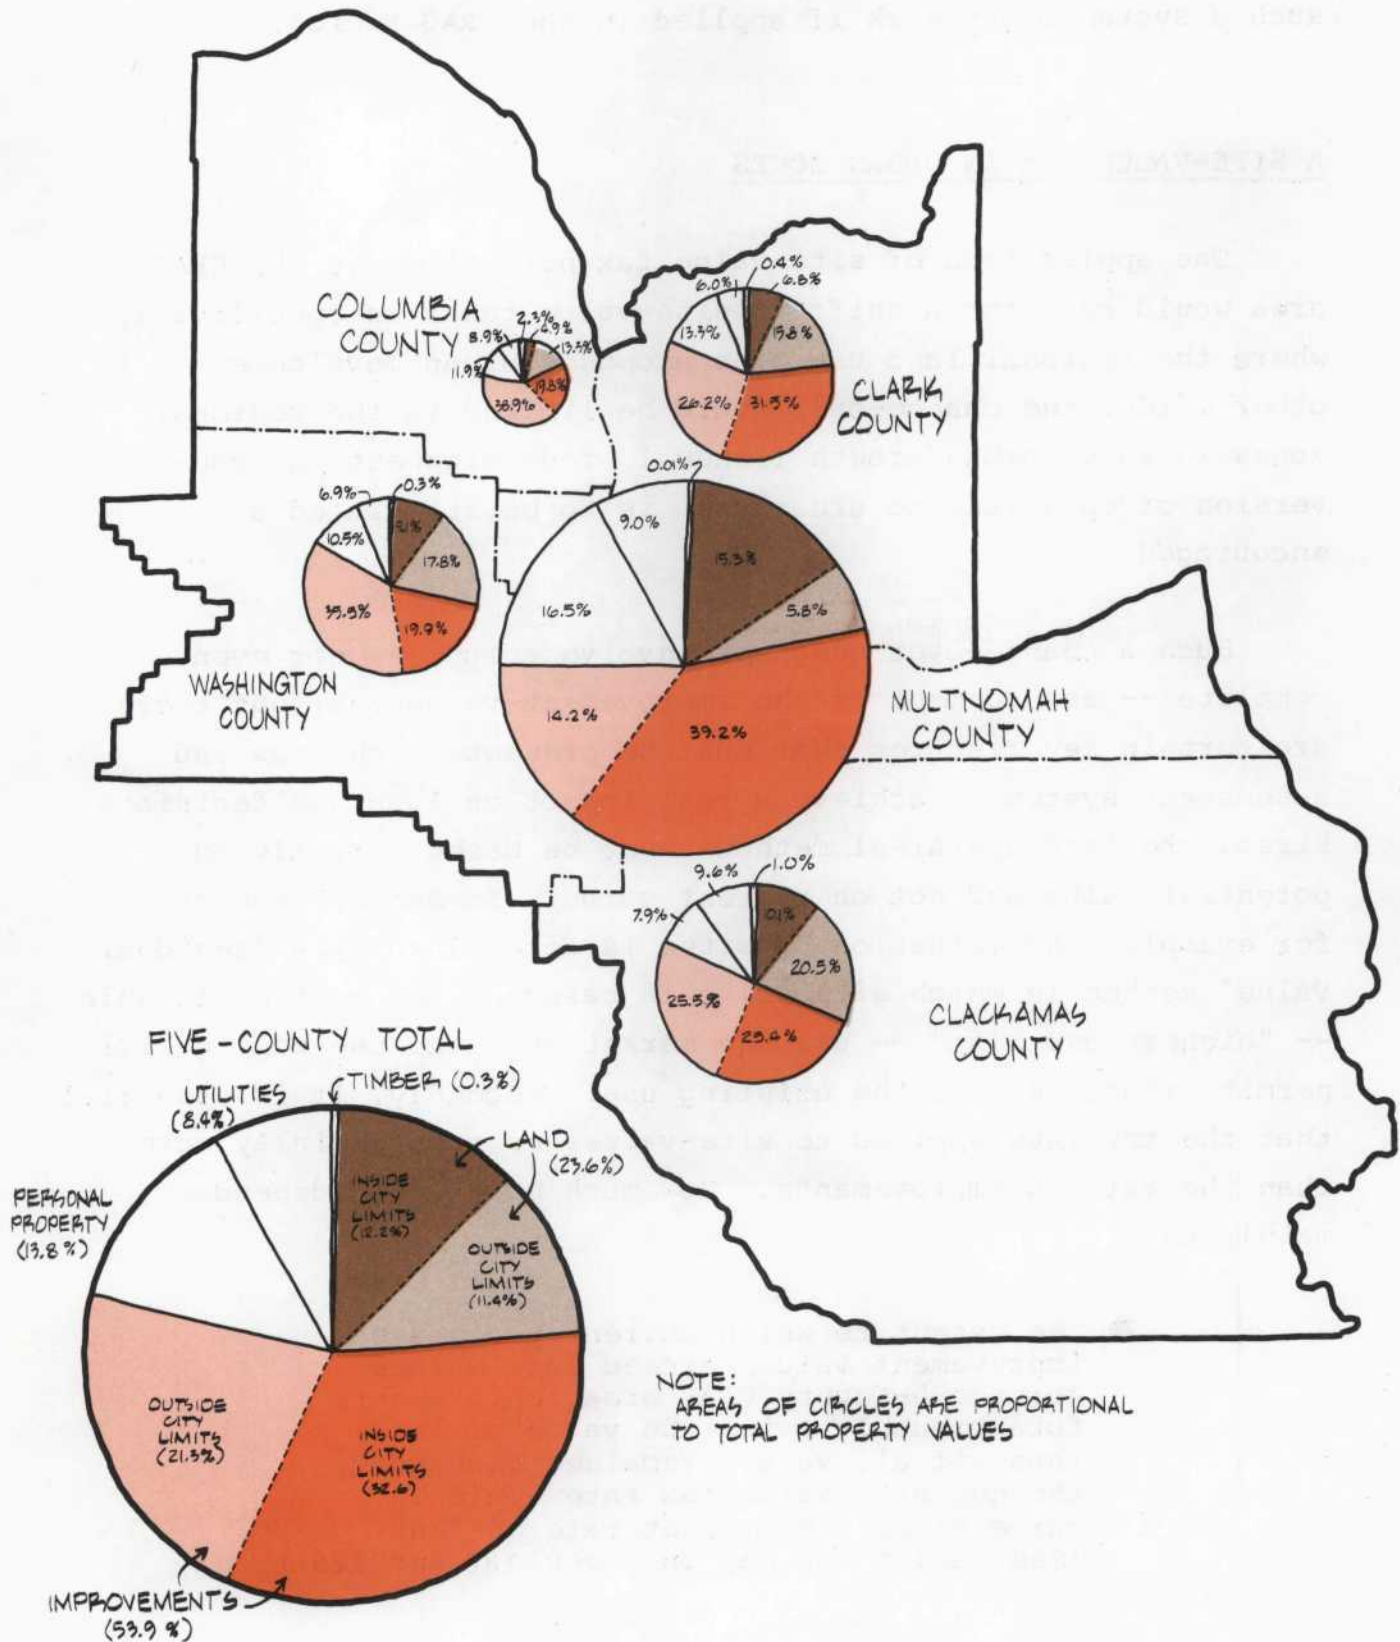 COLUMBIA
COUNTY
2.3%
4.9%
8.9%
13.3%
11.9%
19.8%
38.9%
0.4%
6.0%
6.8%
13.3%
15.8%
26.2%
31.5%
CLARK
COUNTY
0.01%
9.0%
15.3%
16.5%
5.8%
14.2%
39.2%
MULTNOMAH
COUNTY
6.9%
0.3%
10.5%
17.8%
35.5%
19.9%
WASHINGTON
COUNTY
9.6%
1.0%
7.9%
10.1%
20.5%
25.5%
25.4%
CLACKAMAS
COUNTY
FIVE-COUNTY TOTAL
UTILITIES
(8.4%)
TIMBER (0.3%)
LAND
(23.6%)
PERSONAL
PROPERTY
(13.8%)
INSIDE
CITY
LIMITS
(12.2%)
OUTSIDE
CITY
LIMITS
(11.4%)
OUTSIDE
CITY
LIMITS
(21.3%)
INSIDE
CITY
LIMITS
(32.6)
IMPROVEMENTS
(53.9%)
NOTE:
AREAS OF CIRCLES ARE PROPORTIONAL
TO TOTAL PROPERTY VALUES